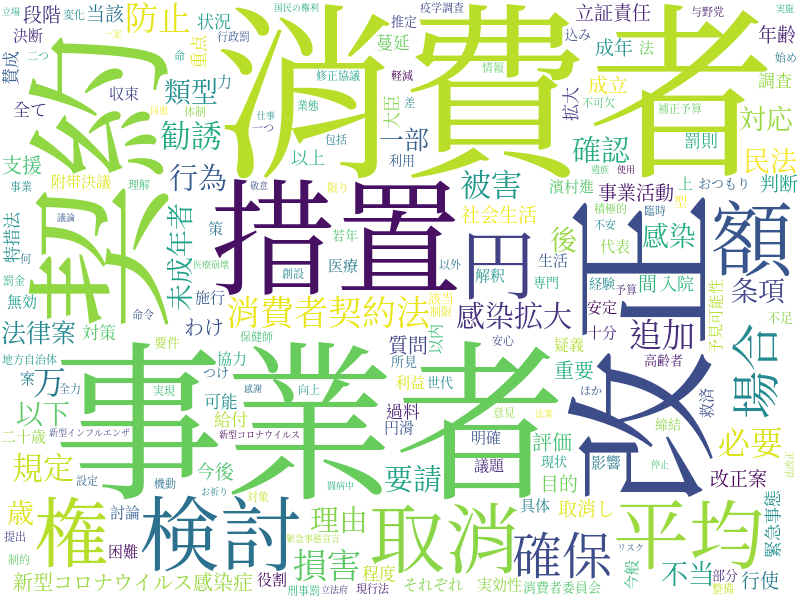 立場
変化
段階
当該
防止
国民の権利
状況
行政罰
決断
賛成
二つ
命
重点
一定
疫学調査
推定
蔓延
修正協議
軽減
消費者
立証責任
与野党
込み
成年
法
年齢
実施
始め
情報
成立
調査
大臣
差
不可欠
拡大
補正予算
対応
罰則
全て
収束
類型
力
回復
体制
仕事
業態
一つ
勧誘
包括
利用
一部
以上
確認
民法
支援
附帯決議
契約
行為
事業
理解
遺族
使用
被害
濱村進
上
おつもり
判断
事業活動
型
積極的
臨時
敬意
限り
策
社会生活
特措法
議論
何
未成年者
若年
措置
円
後
代表
不安
感染
改正
額
罰金
医療崩壊
創設
医療
以外
解釈
生活
専門
間
入院
経験
予算
条項
無効
命令
施行
消費者契約法
該当
制限
感染拡大
安定
十分
追加
予見可能性
法律案
対策
わけ
地方自治体
要件
保健師
協力
質問
以内
安心
疑義
高齢者
不足
場合
案
万
全力
実現
つけ
感謝
向上
所見
利益
世代
重要
ほか
救済
以下
可能
給付
過料
意見
法案
事業者
二十歳
新型インフルエンザ
新型コロナウイルス
円滑
明確
評価
締結
必要
規定
設定
機動
今後
お祈り
対象
闘病中
要請
議題
現状
具体
目的
影響
停止
改正案
法改正
歳
権
検討
理由
取消
確保
取消し
平均
緊急事態
提出
討論
緊急事態宣言
制約
困難
損害
リスク
新型コロナウイルス感染症
役割
刑事罰
立法府
程度
現行法
それぞれ
実効性
消費者委員会
不当
今般
部分
整備
行使